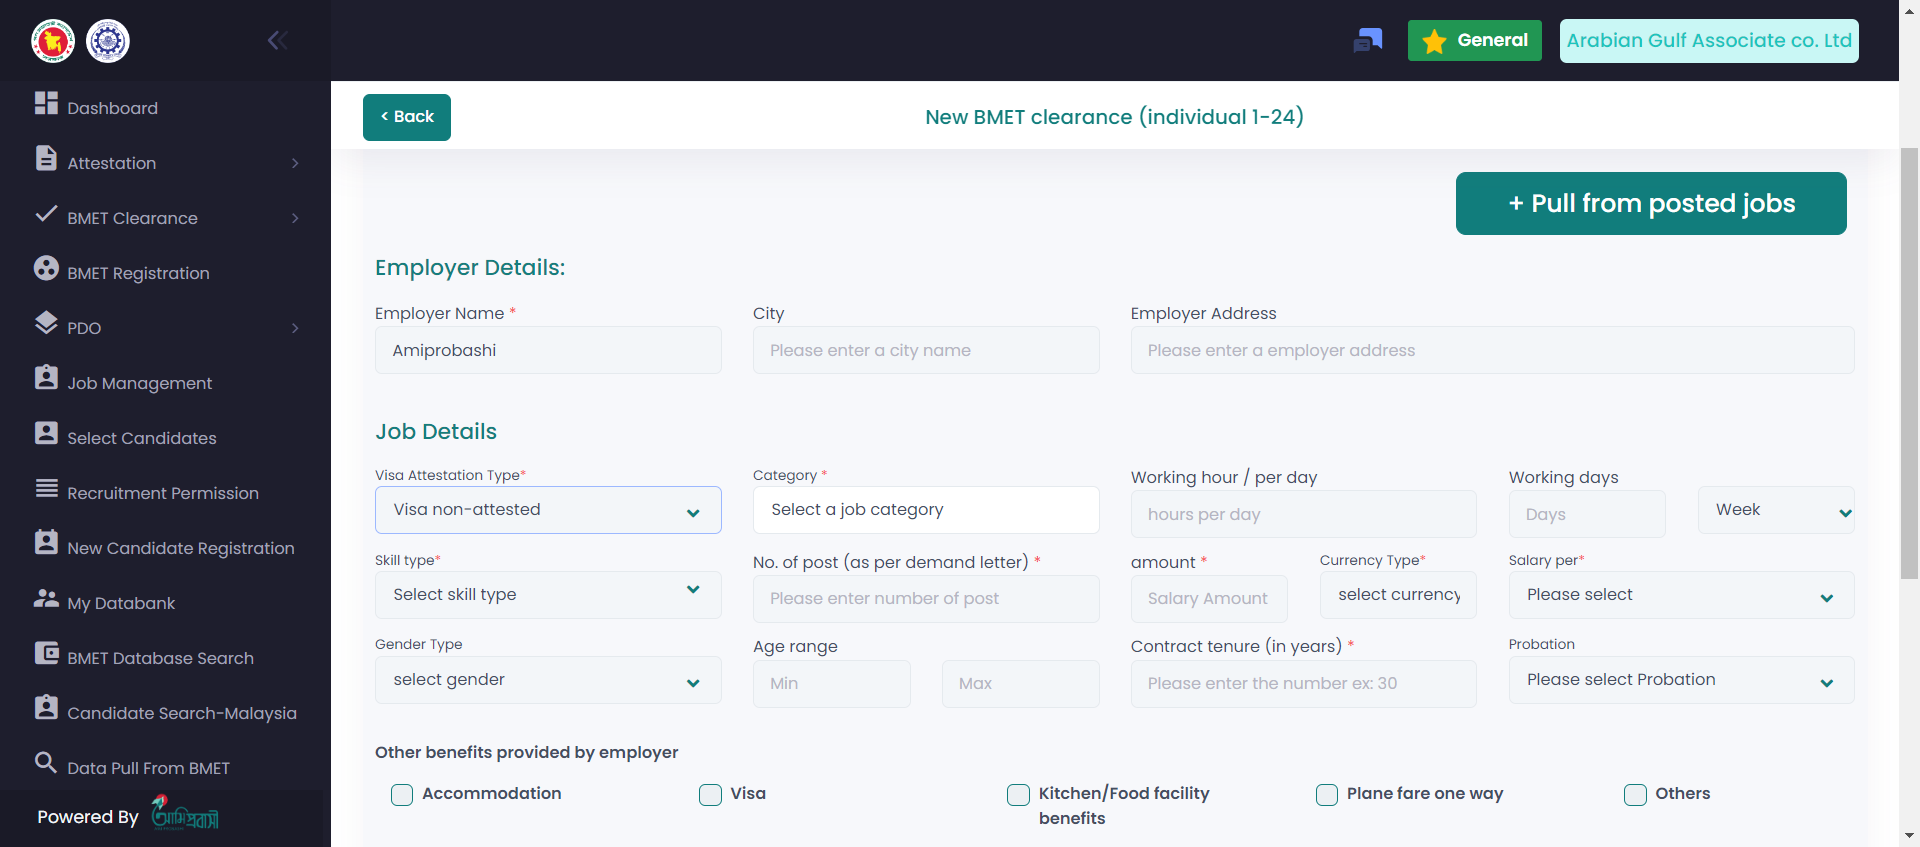 General
Arabian Gulf Associate co. Ltd
Dashboard
Attestation
BMET Clearance
BMET Registration
PDO
Job Management
Select Candidates
Recruitment Permission
New Candidate Registration
My Databank
BMET Database Search
Candidate Search-Malaysia
Data Pull From BMET
Powered By আমি প্রবাসী
< Back
New BMET clearance (individual 1-24)
+ Pull from posted jobs
Employer Details:
Employer Name * City Employer Address
Amiprobashi Please enter a city name Please enter a employer address
Job Details
Visa Attestation Type* Category * Working hour / per day Working days
Visa non-attested Select a job category hours per day Days Week
Skill type* No. of post (as per demand letter) * amount * Currency Type* Salary per*
Select skill type Please enter number of post Salary Amount select currency Please select
Gender Type Age range Contract tenure (in years) * Probation
select gender Min Max Please enter the number ex: 30 Please select Probation
Other benefits provided by employer
Accommodation Visa Kitchen/Food facility benefits Plane fare one way Others